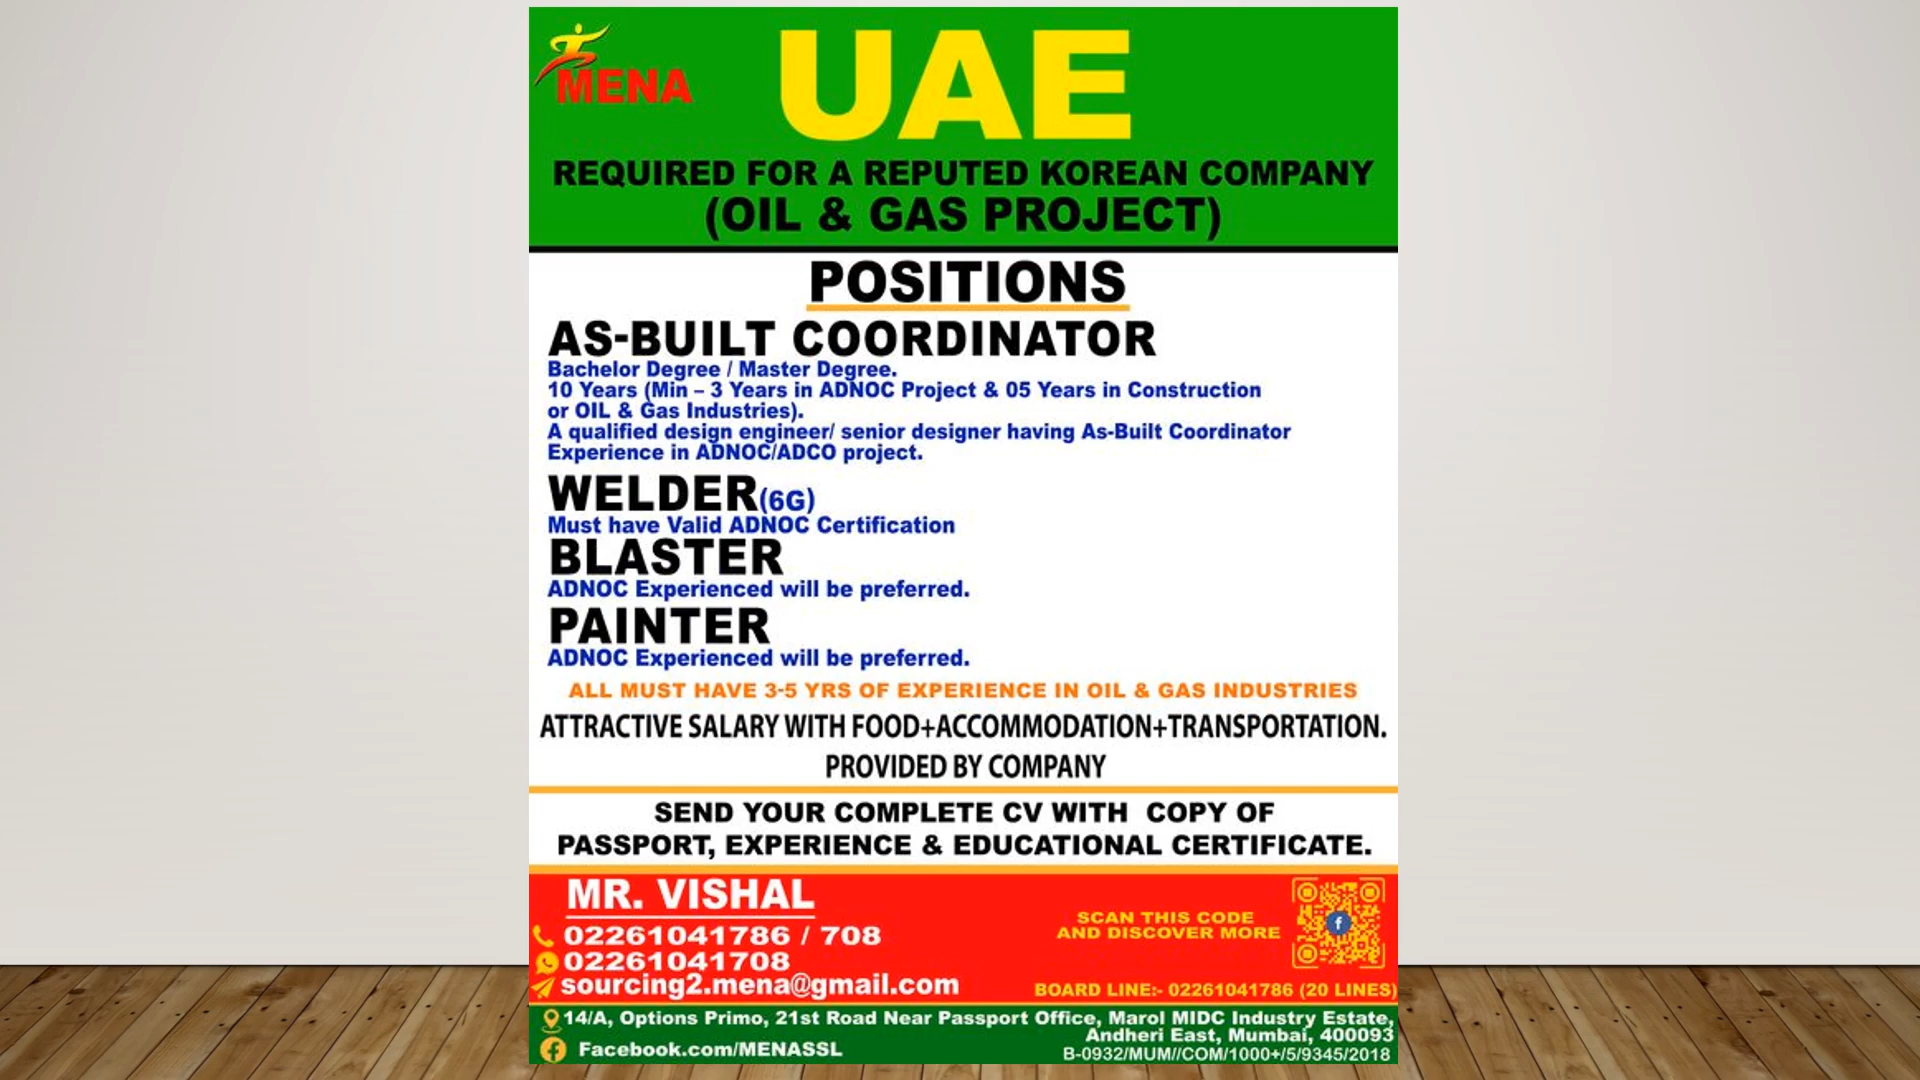 MENA
UAE
REQUIRED FOR A REPUTED KOREAN COMPANY
(OIL & GAS PROJECT)
POSITIONS
AS-BUILT COORDINATOR
Bachelor Degree / Master Degree.
10 Years (Min – 3 Years in ADNOC Project & 05 Years in Construction
or OIL & Gas Industries).
A qualified design engineer/ senior designer having As-Built Coordinator
Experience in ADNOC/ADCO project.
WELDER(6G)
Must have Valid ADNOC Certification
BLASTER
ADNOC Experienced will be preferred.
PAINTER
ADNOC Experienced will be preferred.
ALL MUST HAVE 3-5 YRS OF EXPERIENCE IN OIL & GAS INDUSTRIES
ATTRACTIVE SALARY WITH FOOD+ACCOMMODATION+TRANSPORTATION.
PROVIDED BY COMPANY
SEND YOUR COMPLETE CV WITH COPY OF
PASSPORT, EXPERIENCE & EDUCATIONAL CERTIFICATE.
MR. VISHAL
02261041786 / 708
02261041708
sourcing2.mena@gmail.com
SCAN THIS CODE
AND DISCOVER MORE
f
BOARD LINE:- 02261041786 (20 LINES)
14/A, Options Primo, 21st Road Near Passport Office, Marol MIDC Industry Estate,
Andheri East, Mumbai, 400093
Facebook.com/MENASSL
B-0932/MUM//COM/1000+/5/9345/2018